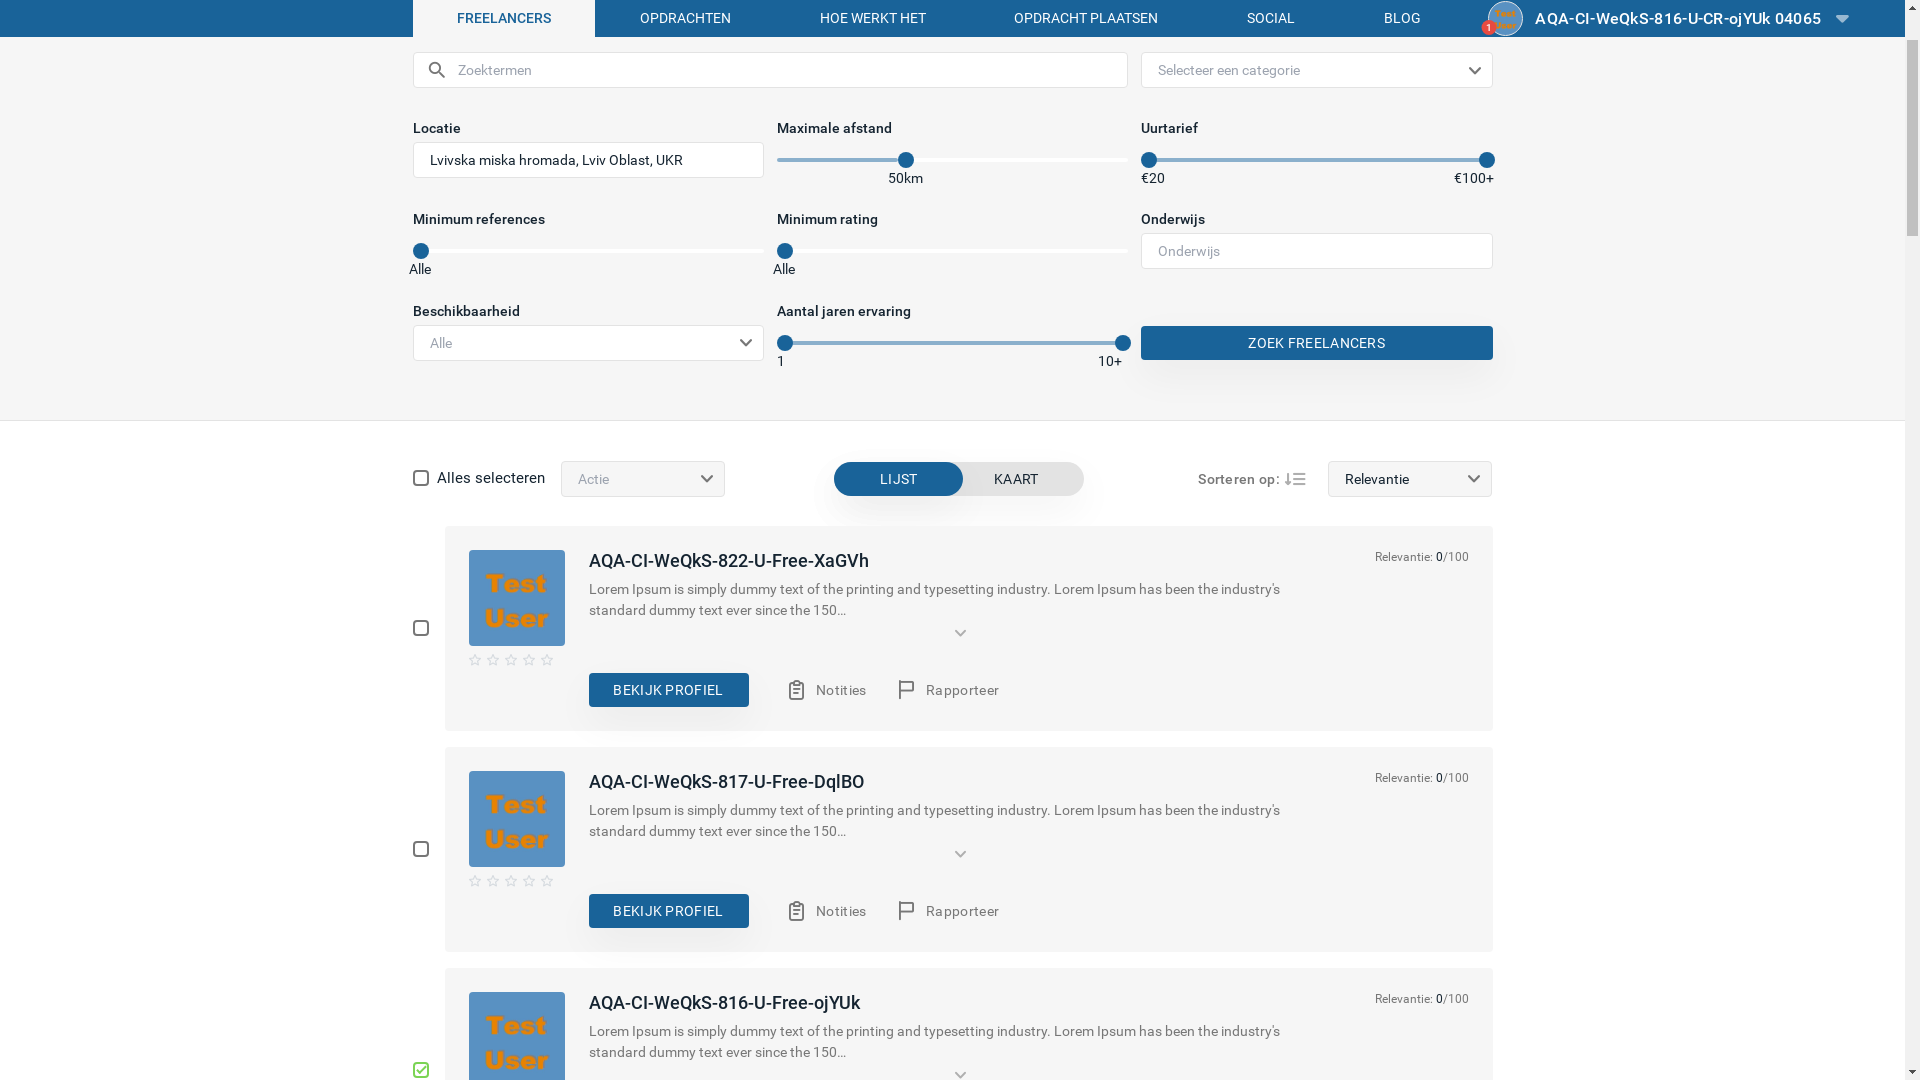 FREELANCERS OPDRACHTEN HOE WERKT HET OPDRACHT PLAATSEN SOCIAL BLOG 1 AQA-CI-WeQkS-816-U-CR-ojYUk 04065
Zoektermen Selecteer een categorie
Locatie Maximale afstand Uurtarief
Lvivska miska hromada, Lviv Oblast, UKR
50km €20 €100+
Minimum references Minimum rating Onderwijs
Onderwijs
Alle Alle
Beschikbaarheid Aantal jaren ervaring
Alle ZOEK FREELANCERS
1 10+
Alles selecteren Actie LIJST KAART Sorteren op: Relevantie
AQA-CI-WeQkS-822-U-Free-XaGVh Relevantie: 0/100
Test
User
Lorem Ipsum is simply dummy text of the printing and typesetting industry. Lorem Ipsum has been the industry's
standard dummy text ever since the 150...
BEKIJK PROFIEL Notities Rapporteer
AQA-CI-WeQkS-817-U-Free-DqlBO Relevantie: 0/100
Test
User
Lorem Ipsum is simply dummy text of the printing and typesetting industry. Lorem Ipsum has been the industry's
standard dummy text ever since the 150...
BEKIJK PROFIEL Notities Rapporteer
AQA-CI-WeQkS-816-U-Free-ojYUk Relevantie: 0/100
Test
User
Lorem Ipsum is simply dummy text of the printing and typesetting industry. Lorem Ipsum has been the industry's
standard dummy text ever since the 150...